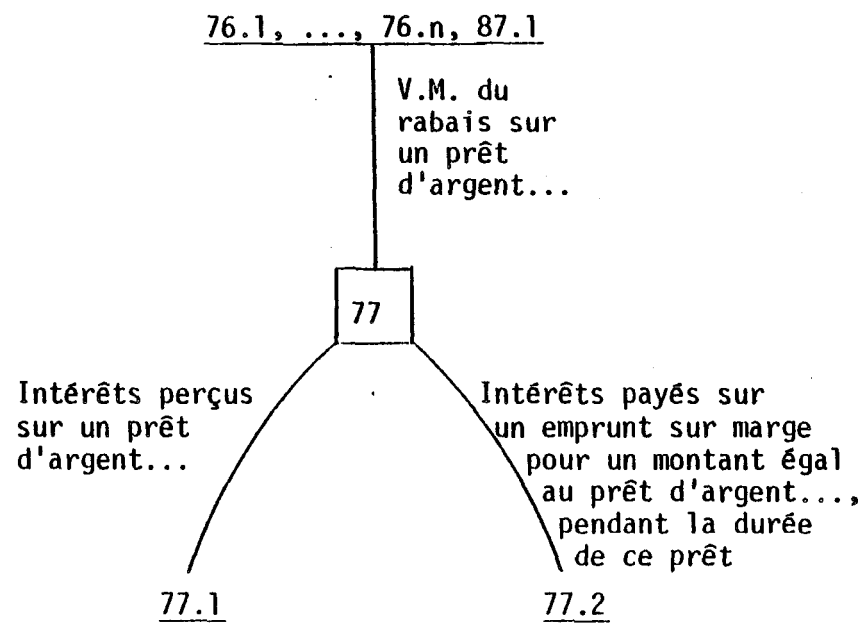 76.1, ..., 76.n, 87.1
V.M. du
rabais sur
un prêt
d'argent...
77
Intérêts perçus
sur un prêt
d'argent...
Intérêts payés sur
un emprunt sur marge
pour un montant égal
au prêt d'argent...,
pendant la durée
de ce prêt
77.1
77.2